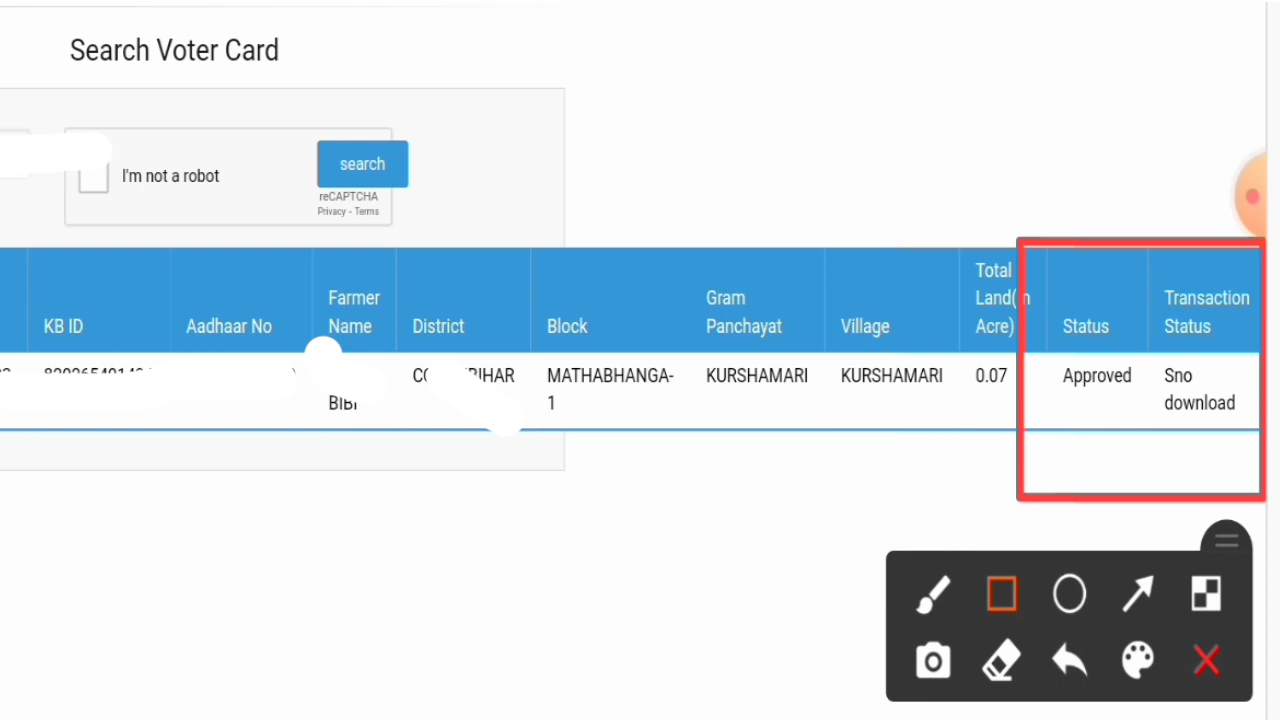 Search Voter Card
I'm not a robot
search
reCAPTCHA
Privacy - Terms
KB ID
Aadhaar No
Farmer
Name
District
Block
Gram
Panchayat
Village
Total
Land(in
Acre)
Status
Transaction
Status
MATHABHANGA-
1
KURSHAMARI
KURSHAMARI
0.07
Approved
Sno
download